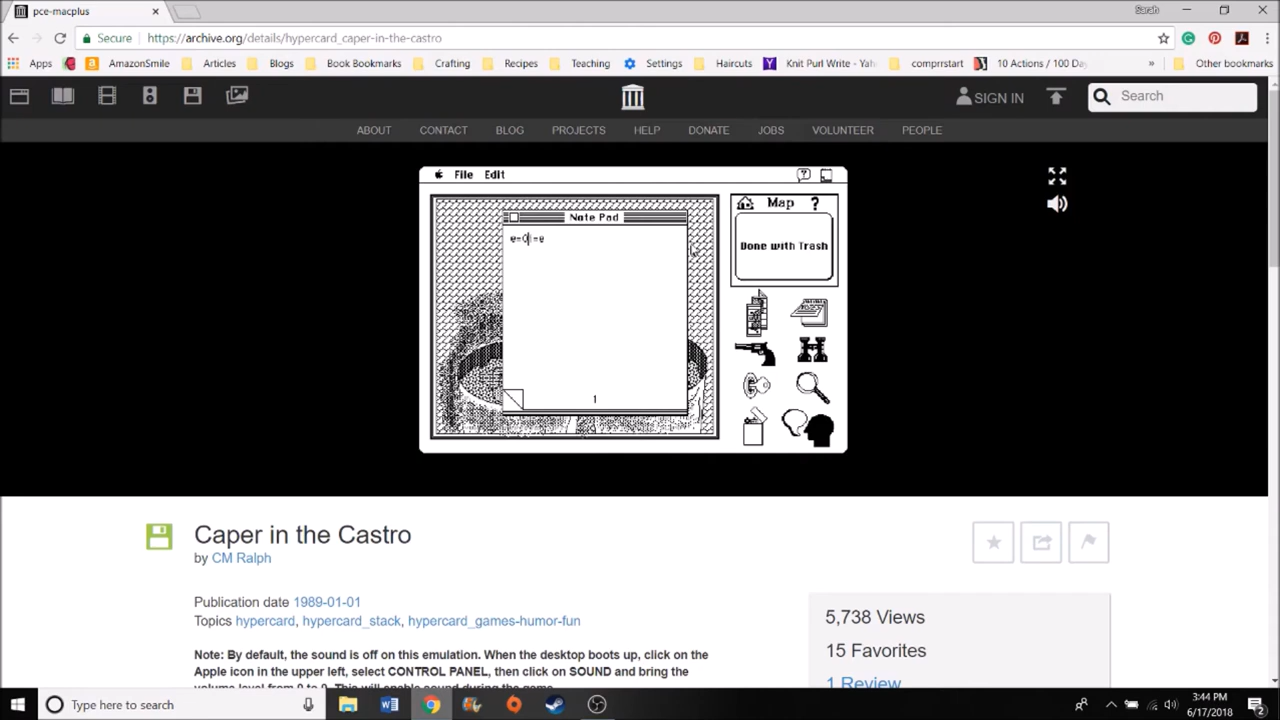 pce-macplus
Sarah
Secure https://archive.org/details/hypercard_caper-in-the-castro
Apps AmazonSmile Articles Blogs Book Bookmarks Crafting Recipes Teaching Settings Haircuts Knit Purl Write - Yah comprrstart 10 Actions / 100 Day » Other bookmarks
SIGN IN Search
ABOUT CONTACT BLOG PROJECTS HELP DONATE JOBS VOLUNTEER PEOPLE
File Edit
Note Pad
Map ?
Done with Trash
1
Caper in the Castro
by CM Ralph
Publication date 1989-01-01
Topics hypercard, hypercard_stack, hypercard_games-humor-fun
5,738 Views
15 Favorites
1 Review
Note: By default, the sound is off on this emulation. When the desktop boots up, click on the
Apple icon in the upper left, select CONTROL PANEL, then click on SOUND and bring the
Type here to search
3:44 PM
6/17/2018
2